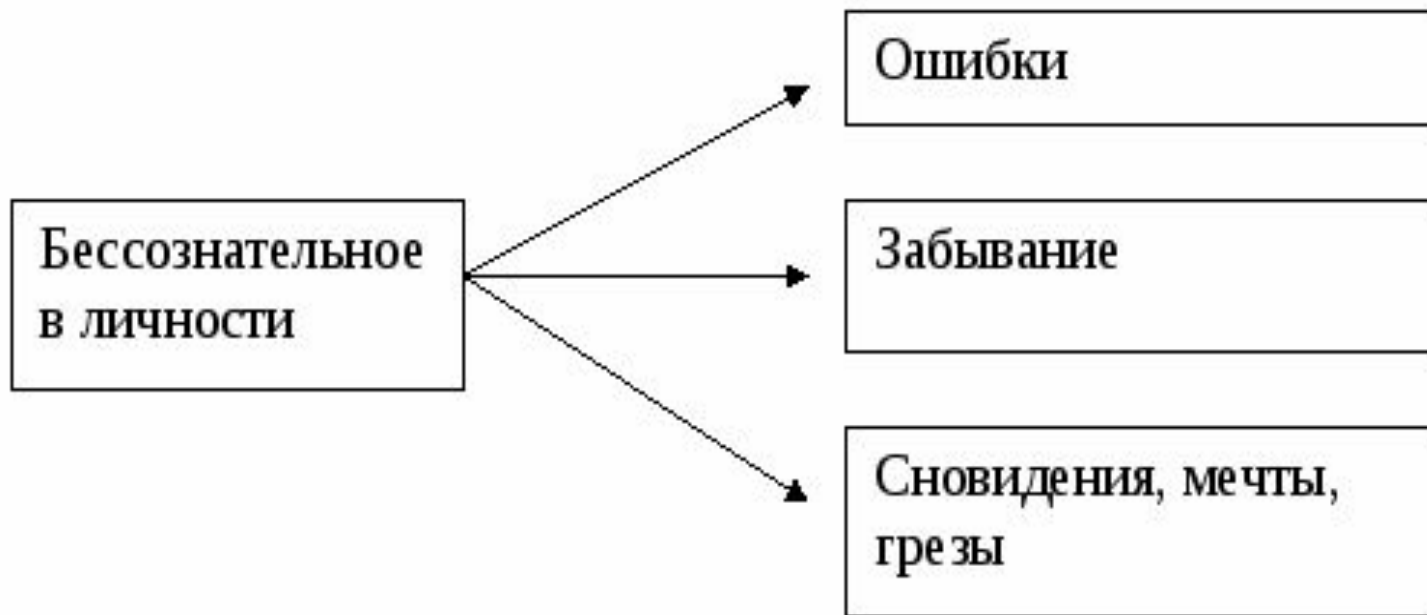 Ошибки
Бессознательное
в личности
Забывание
Сновидения, мечты,
грезы